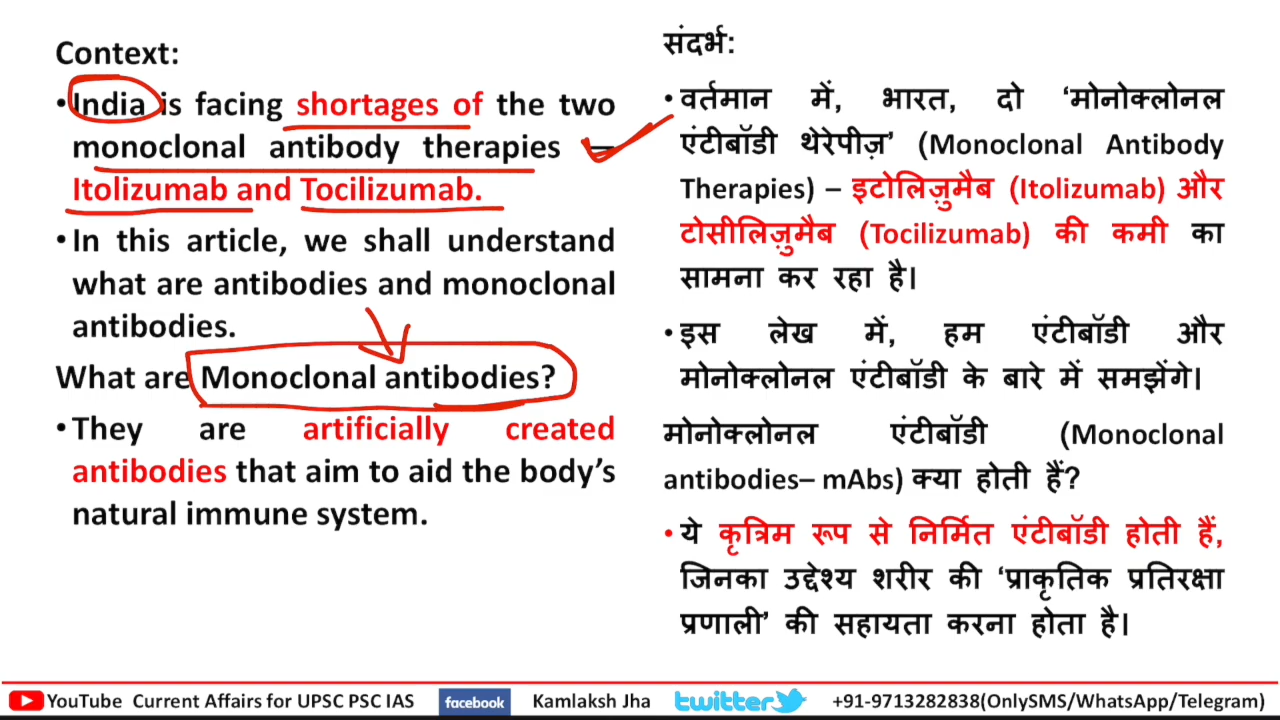 Context:
• India is facing shortages of the two
monoclonal antibody therapies –
Itolizumab and Tocilizumab.
• In this article, we shall understand
what are antibodies and monoclonal
antibodies.
What are Monoclonal antibodies?
• They are artificially created
antibodies that aim to aid the body’s
natural immune system.
संदर्भ:
• वर्तमान में, भारत, दो ‘मोनोक्लोनल
एंटीबॉडी थेरेपीज़’ (Monoclonal Antibody
Therapies) – इटोलिज़ुमैब (Itolizumab) और
टोसीलिज़ुमैब (Tocilizumab) की कमी का
सामना कर रहा है।
• इस लेख में, हम एंटीबॉडी और
मोनोक्लोनल एंटीबॉडी के बारे में समझेंगे।
मोनोक्लोनल एंटीबॉडी (Monoclonal
antibodies– mAbs) क्या होती हैं?
• ये कृत्रिम रूप से निर्मित एंटीबॉडी होती हैं,
जिनका उद्देश्य शरीर की ‘प्राकृतिक प्रतिरक्षा
प्रणाली’ की सहायता करना होता है।
YouTube Current Affairs for UPSC PSC IAS facebook Kamlaksh Jha twitter +91-9713282838(OnlySMS/WhatsApp/Telegram)